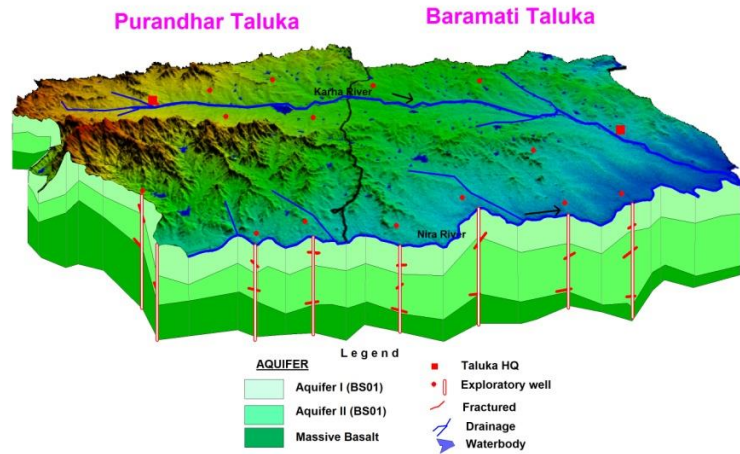 Purandhar Taluka
Baramati Taluka
Karha River
Nira River
Legend
AQUIFER
Aquifer I (BS01)
Aquifer II (BS01)
Massive Basalt
Taluka HQ
Exploratory well
Fractured
Drainage
Waterbody